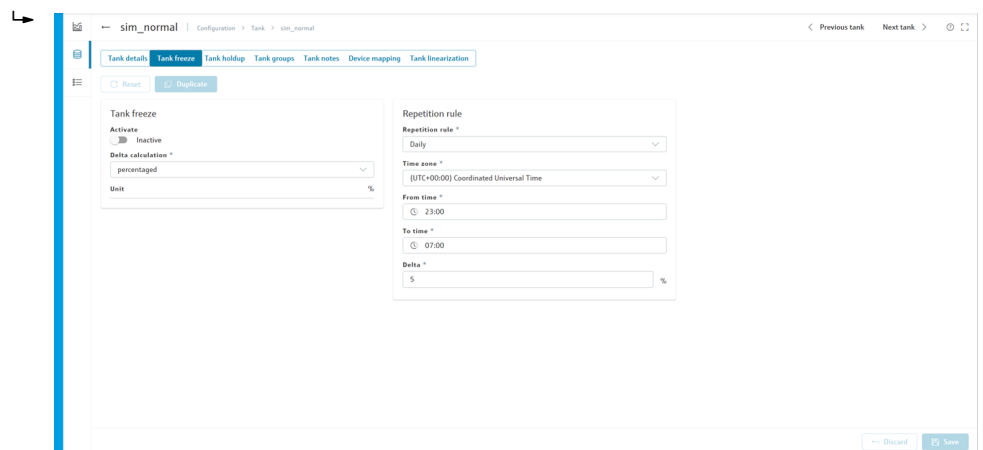 ← sim_normal | Configuration > Tank > sim_normal < Previous tank Next tank >
Tank details Tank freeze Tank holdup Tank groups Tank notes Device mapping Tank linearization
Reset Duplicate
Tank freeze
Activate
Inactive
Delta calculation *
percentaged
Unit %
Repetition rule
Repetition rule *
Daily
Time zone *
(UTC+00:00) Coordinated Universal Time
From time *
23:00
To time *
07:00
Delta *
5 %
Discard Save